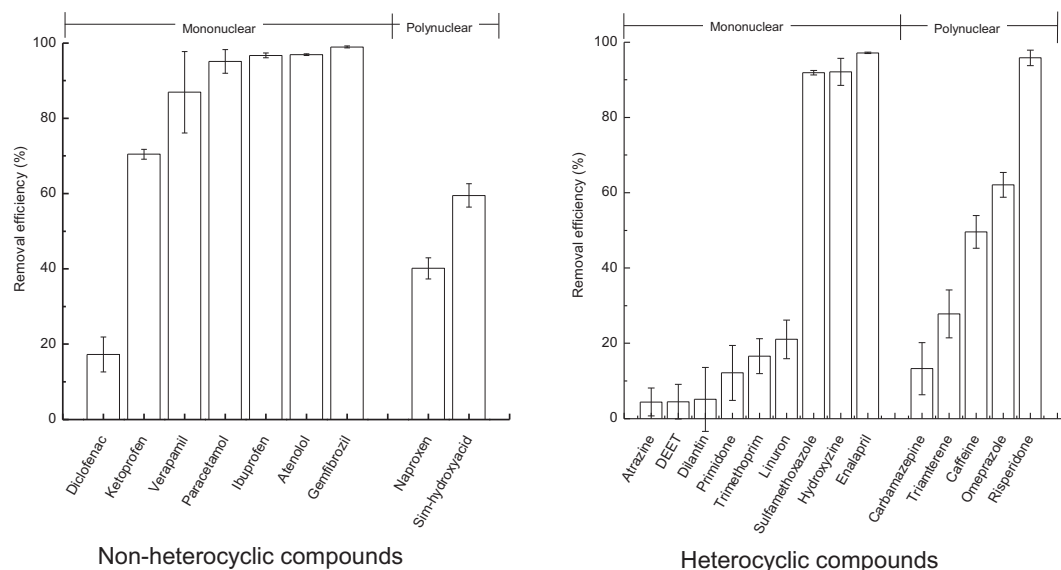 Mononuclear
Polynuclear
100
80
60
40
20
0
Removal efficiency (%)
Diclofenac
Ketoprofen
Verapamil
Paracetamol
Ibuprofen
Atenolol
Gemfibrozil
Naproxen
Sim-hydroxyacid
Non-heterocyclic compounds
Mononuclear
Polynuclear
100
80
60
40
20
0
Removal efficiency (%)
Atrazine
DEET
Dilantin
Primidone
Trimethoprim
Linuron
Sulfamethoxazole
Hydroxyzine
Enalapril
Carbamazepine
Triamterene
Caffeine
Omeprazole
Risperidone
Heterocyclic compounds